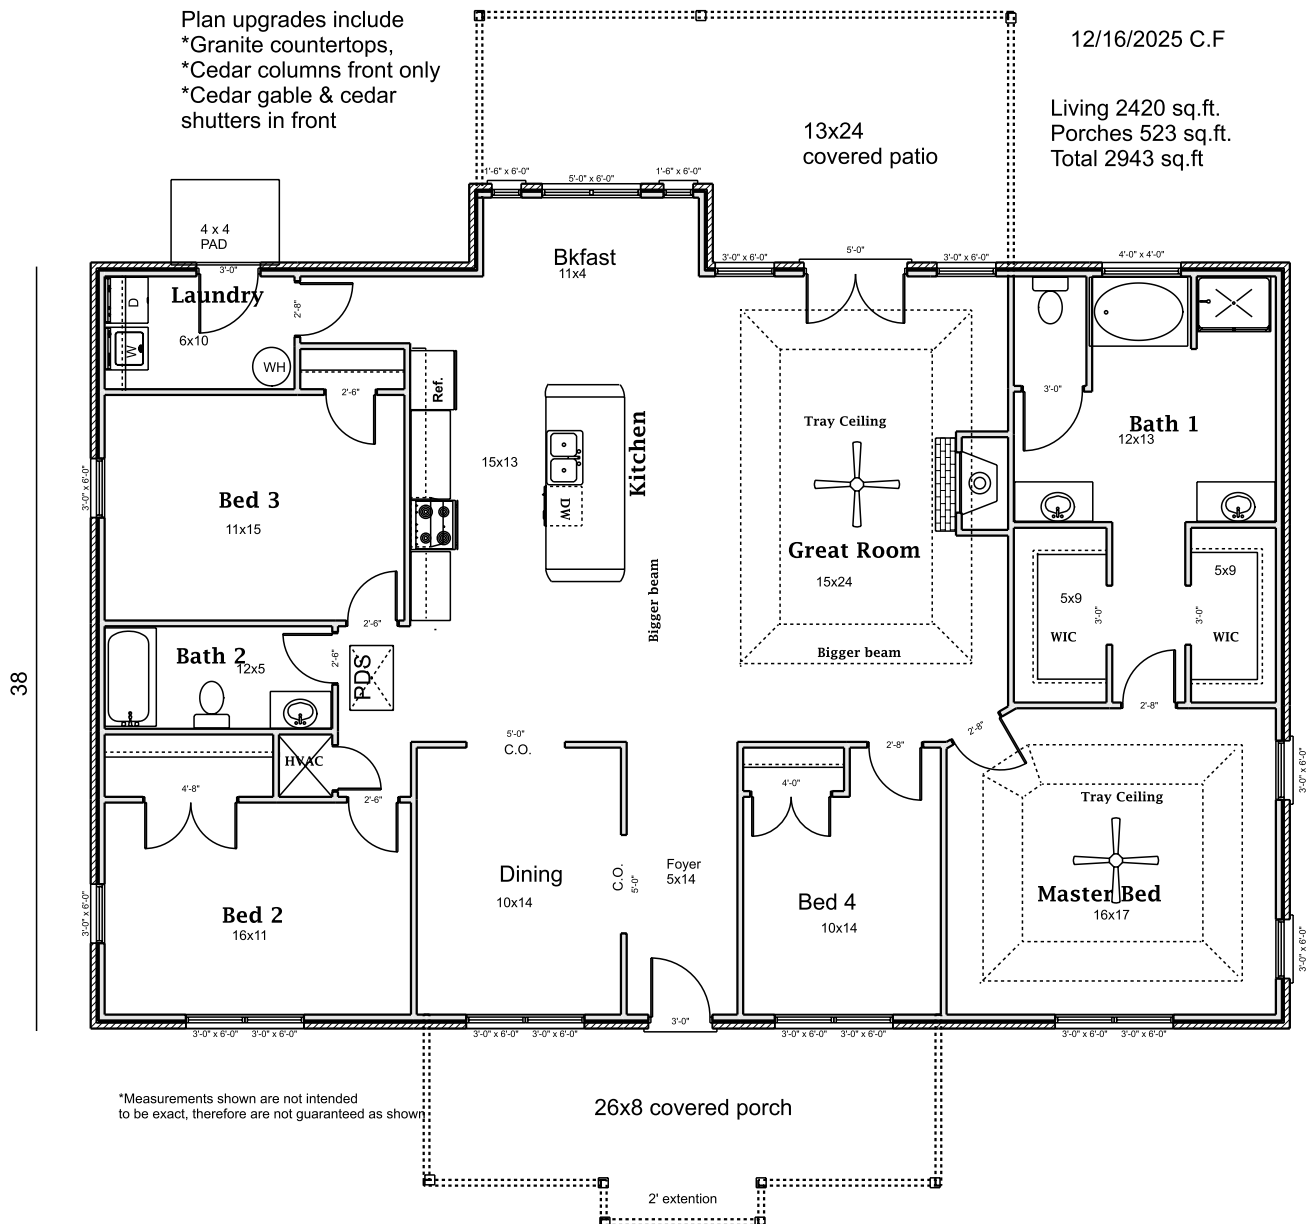 Plan upgrades include
*Granite countertops,
*Cedar columns front only
*Cedar gable & cedar
shutters in front
12/16/2025 C.F
Living 2420 sq.ft.
Porches 523 sq.ft.
Total 2943 sq.ft
13x24
covered patio
1'-6" x 6'-0"
5'-0" x 6'-0"
1'-6" x 6'-0"
4 x 4
PAD
3'-0"
Bkfast
11x4
3'-0" x 6'-0"
5'-0"
3'-0" x 6'-0"
4'-0" x 4'-0"
D
Laundry
2'-8"
6x10
W
WH
2'-6"
Ref.
Kitchen
15x13
DW
Tray Ceiling
Great Room
15x24
Bigger beam
Bigger beam
3'-0"
Bath 1
12x13
3'-0" x 6'-0"
Bed 3
11x15
2'-6"
5x9
WIC
3'-0"
3'-0"
5x9
WIC
Bath 2
12x5
2'-6"
PDS
38
2'-8"
2'-8"
5'-0"
C.O.
HVAC
4'-8"
2'-6"
2'-8"
4'-0"
3'-0" x 6'-0"
Tray Ceiling
Dining
10x14
C.O.
5'-0"
Foyer
5x14
Bed 4
10x14
Master Bed
16x17
Bed 2
16x11
3'-0" x 6'-0"
3'-0" x 6'-0"
3'-0" x 6'-0" 3'-0" x 6'-0"
3'-0" x 6'-0" 3'-0" x 6'-0"
3'-0"
3'-0" x 6'-0" 3'-0" x 6'-0"
3'-0" x 6'-0" 3'-0" x 6'-0"
*Measurements shown are not intended
to be exact, therefore are not guaranteed as shown
26x8 covered porch
2' extention